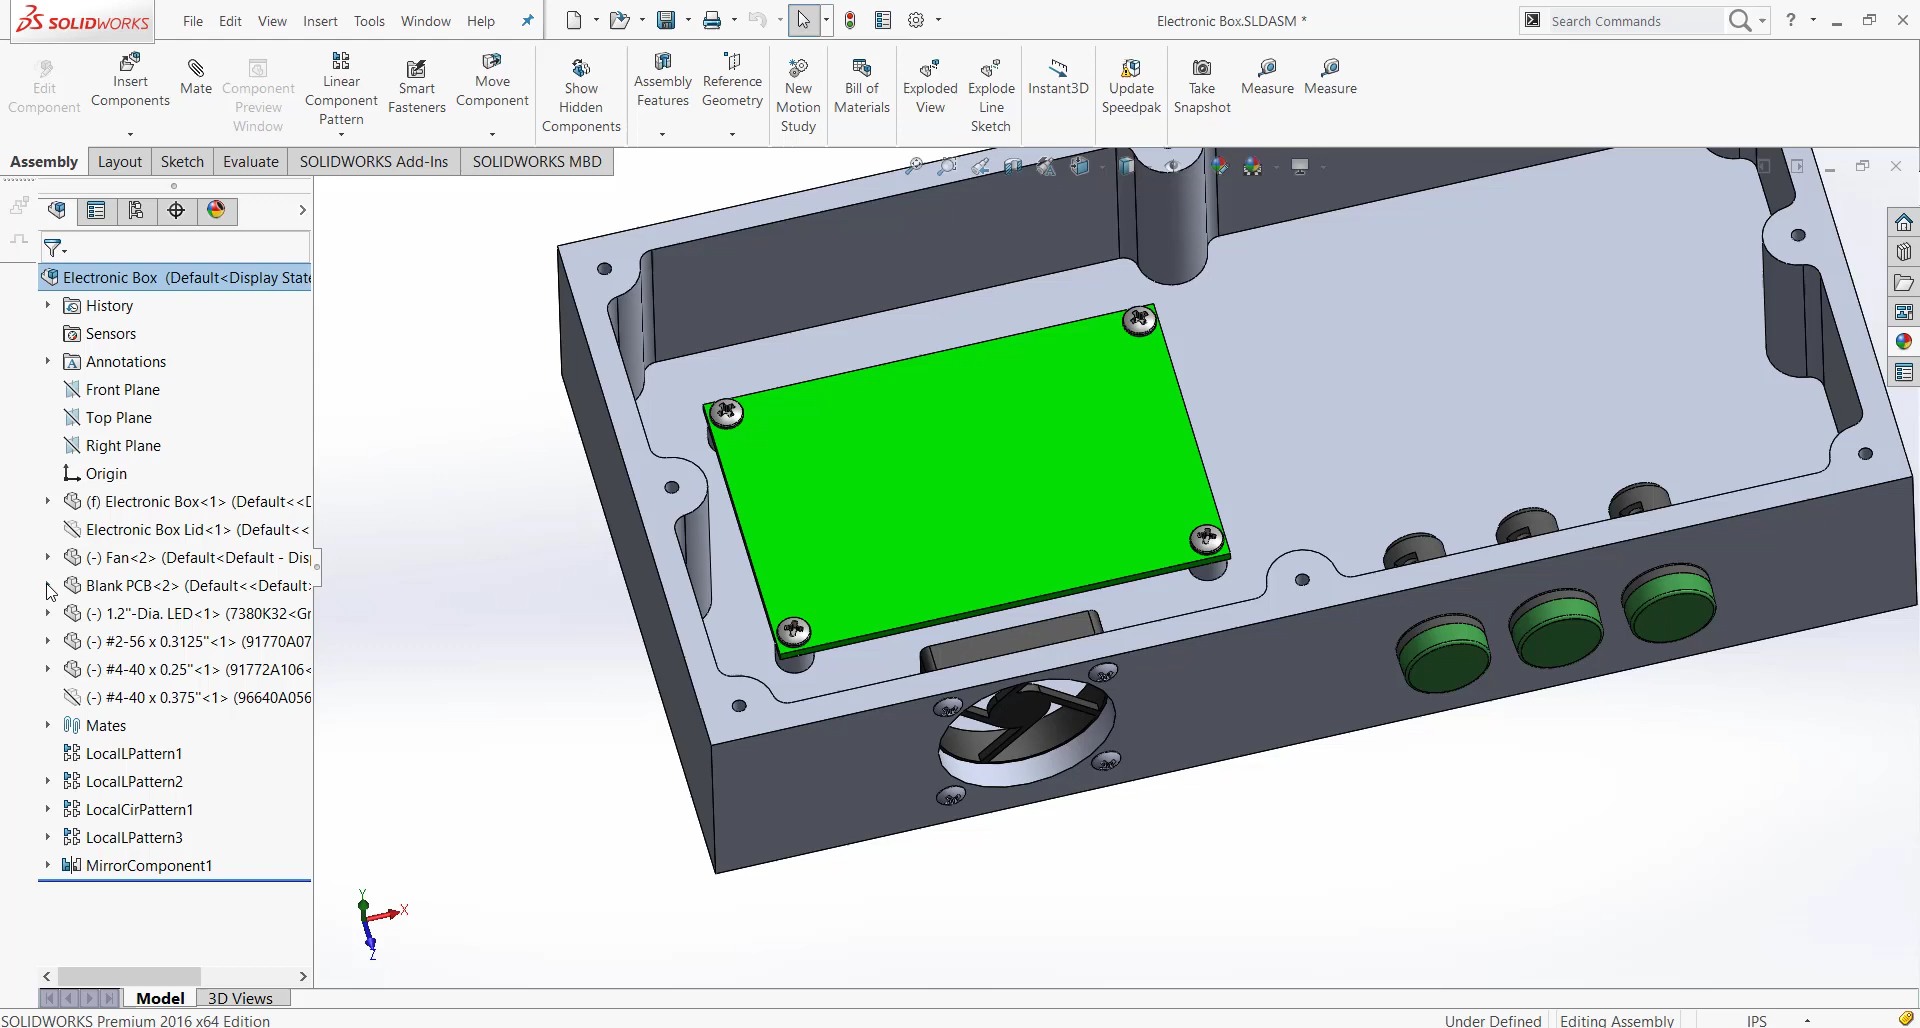 SOLIDWORKS
File Edit View Insert Tools Window Help
Electronic Box.SLDASM *
Search Commands
?
Edit Component
Insert Components
Mate
Component Preview Window
Linear Component Pattern
Smart Fasteners
Move Component
Show Hidden Components
Assembly Features
Reference Geometry
New Motion Study
Bill of Materials
Exploded View
Explode Line Sketch
Instant3D
Update Speedpak
Take Snapshot
Measure
Measure
Assembly Layout Sketch Evaluate SOLIDWORKS Add-Ins SOLIDWORKS MBD
Electronic Box (Default<Display State
History
Sensors
Annotations
Front Plane
Top Plane
Right Plane
Origin
(f) Electronic Box<1> (Default<<D
Electronic Box Lid<1> (Default<<
(-) Fan<2> (Default<Default - Disp
Blank PCB<2> (Default<<Default>
(-) 1.2"-Dia. LED<1> (7380K32<Gr
(-) #2-56 x 0.3125"<1> (91770A07
(-) #4-40 x 0.25"<1> (91772A106<
(-) #4-40 x 0.375"<1> (96640A056
Mates
LocalLPattern1
LocalLPattern2
LocalCirPattern1
LocalLPattern3
MirrorComponent1
Y
X
Z
Model 3D Views
SOLIDWORKS Premium 2016 x64 Edition
Under Defined Editing Assembly IPS